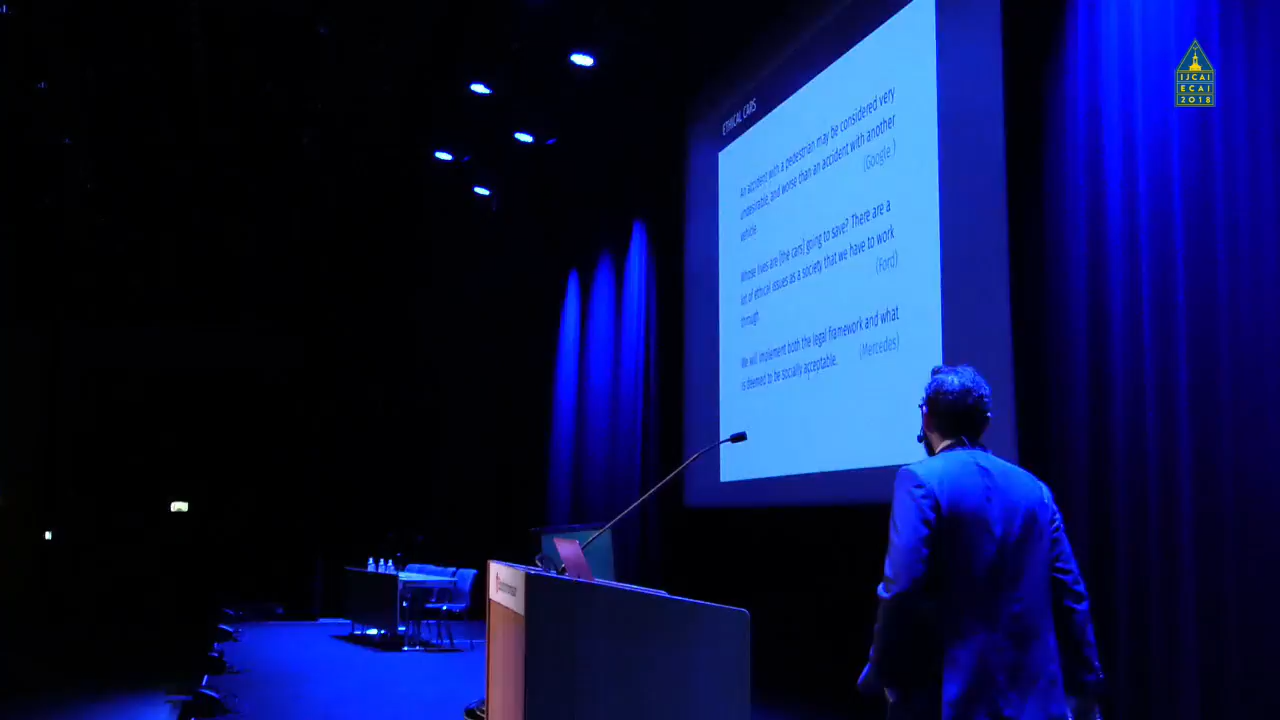 ETHICAL CARS
An accident with a pedestrian may be considered very
undesirable, and worse than an accident with another
vehicle.
(Google)
Whose lives are [the cars] going to save? There are a
lot of ethical issues as a society that we have to work
through.
(Ford)
We will implement both the legal framework and what
is deemed to be socially acceptable.
(Mercedes)
IJCAI
ECAI
2018